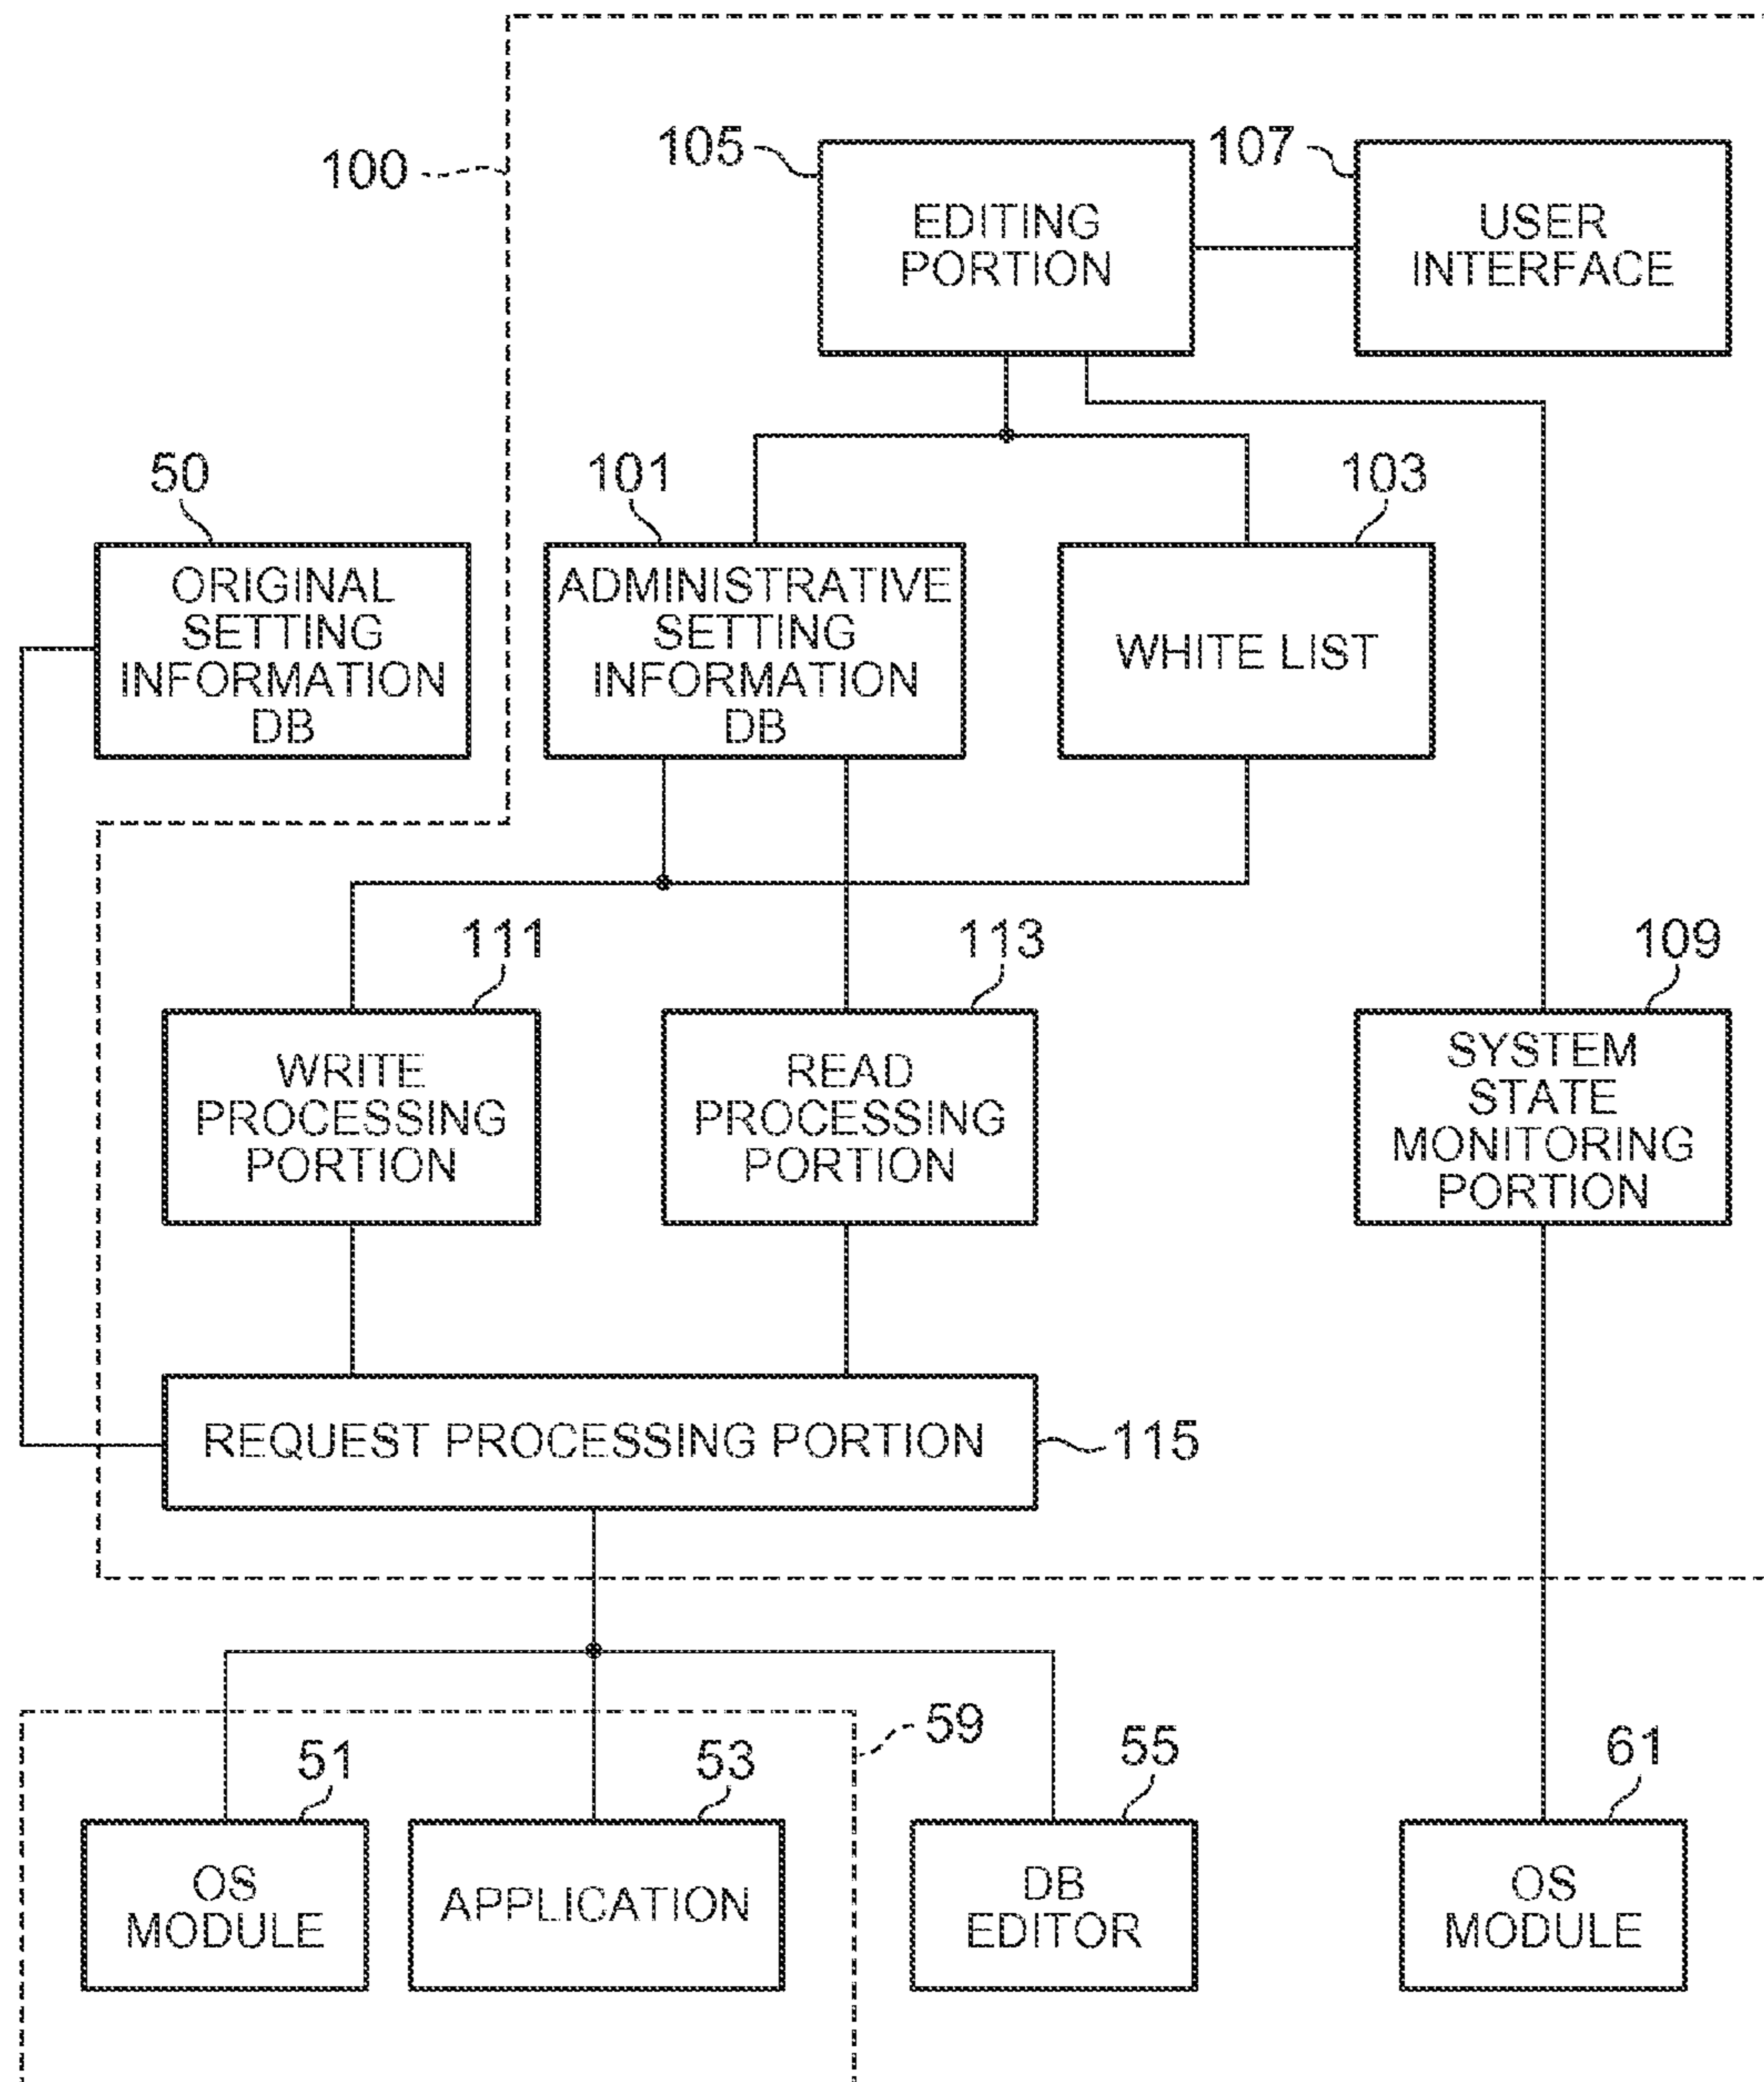 105
107
100
EDITING
PORTION
USER
INTERFACE
50
101
103
ORIGINAL
SETTING
INFORMATION
DB
ADMINISTRATIVE
SETTING
INFORMATION
DB
WHITE LIST
111
113
109
WRITE
PROCESSING
PORTION
READ
PROCESSING
PORTION
SYSTEM
STATE
MONITORING
PORTION
REQUEST PROCESSING PORTION
115
59
51
53
55
61
OS
MODULE
APPLICATION
DB
EDITOR
OS
MODULE